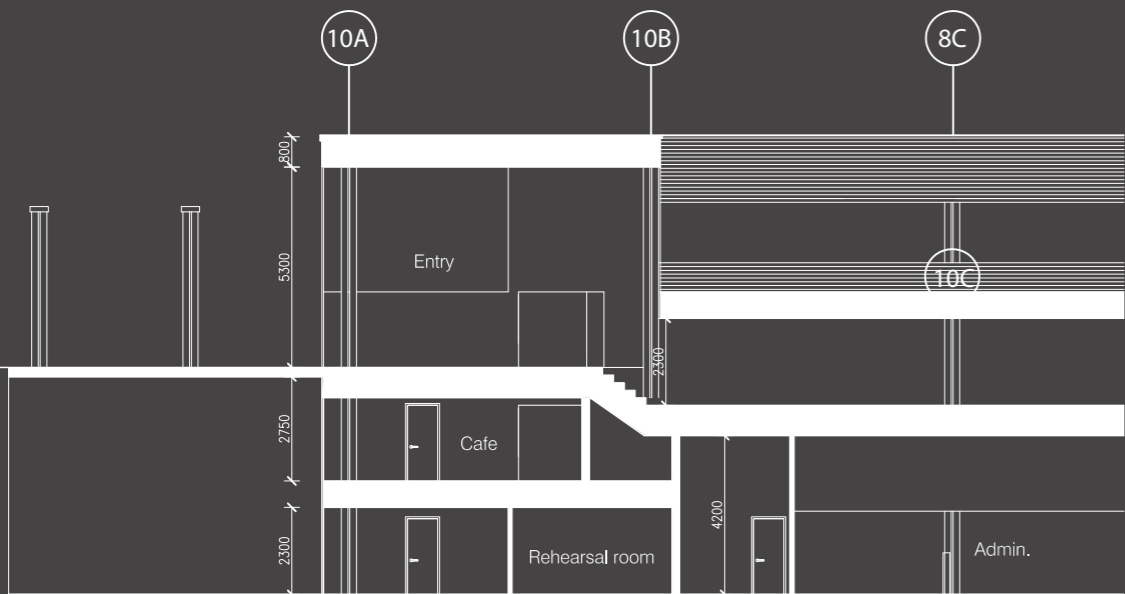 10A
10B
8C
800
5300
Entry
10C
2300
2750
Cafe
4200
2300
Rehearsal room
Admin.